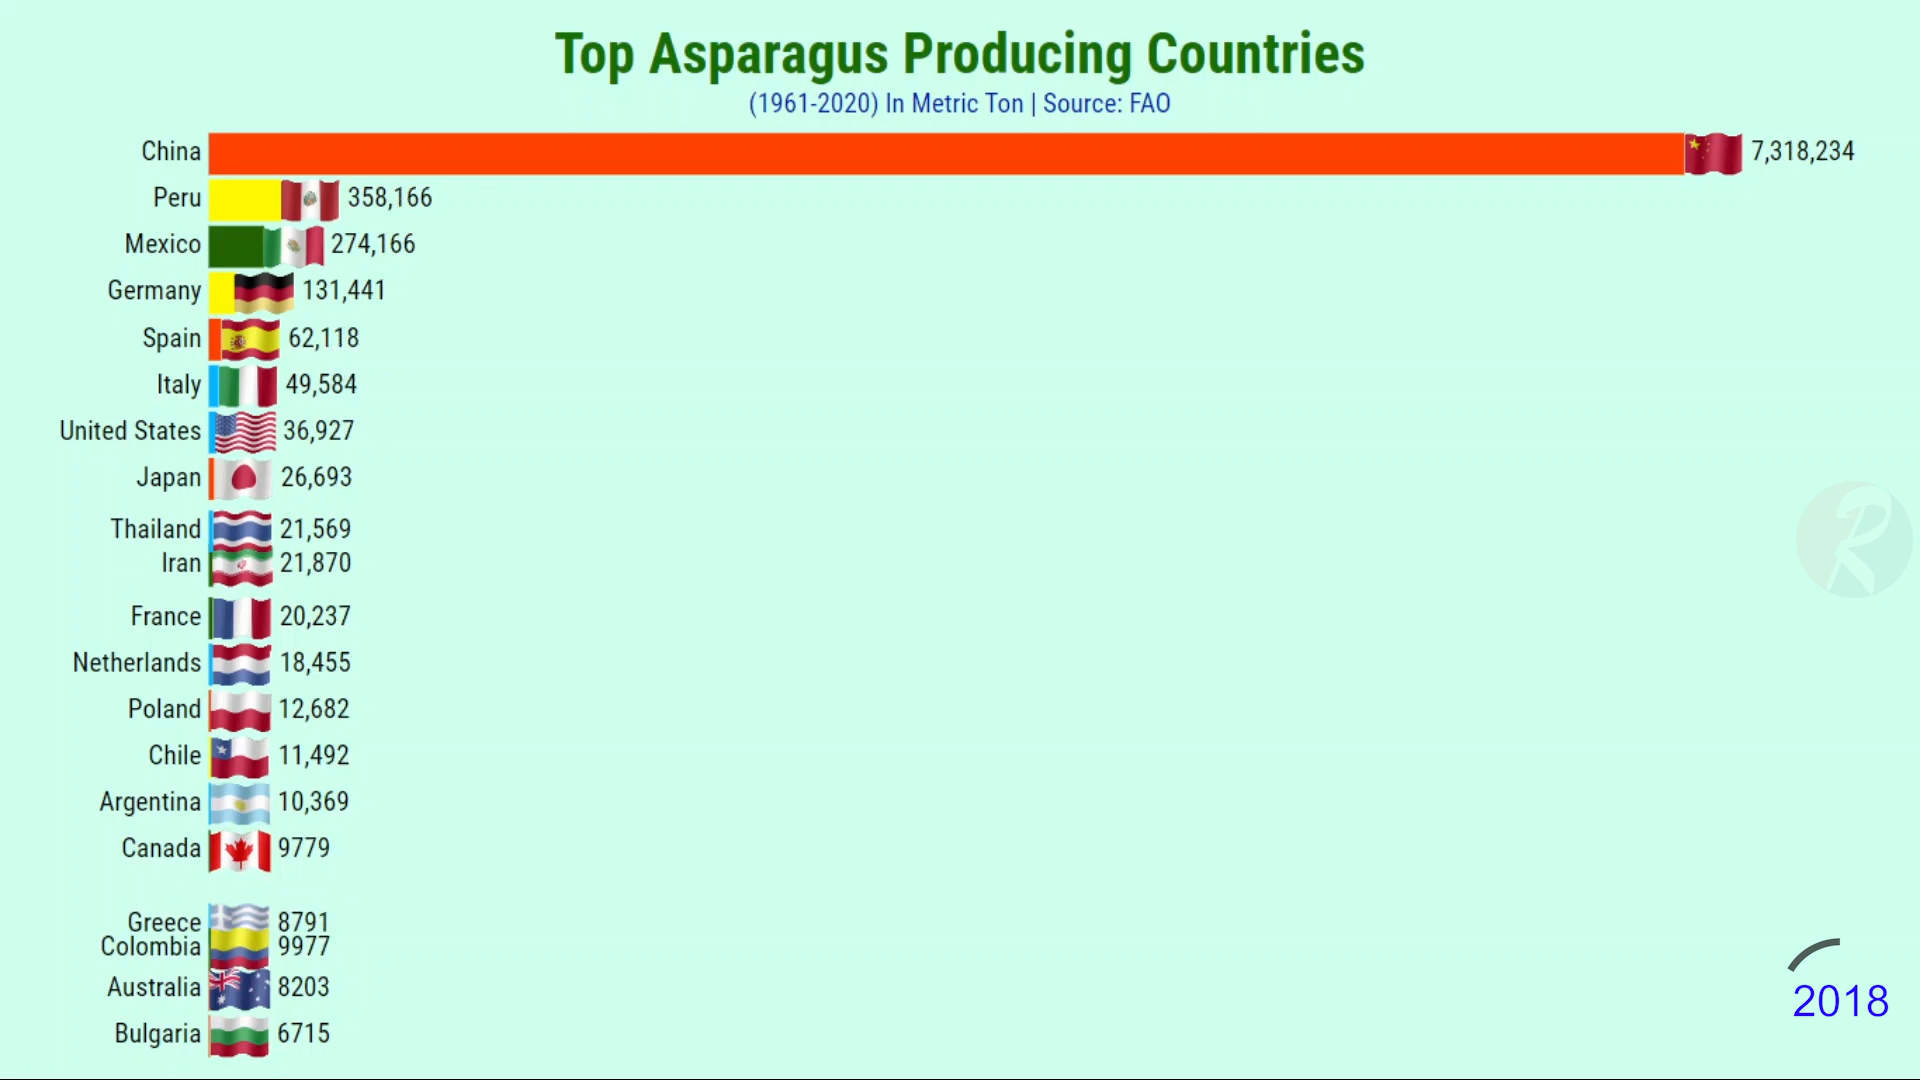 Top Asparagus Producing Countries
(1961-2020) In Metric Ton | Source: FAO
China 7,318,234
Peru 358,166
Mexico 274,166
Germany 131,441
Spain 62,118
Italy 49,584
United States 36,927
Japan 26,693
Thailand 21,569
Iran 21,870
France 20,237
Netherlands 18,455
Poland 12,682
Chile 11,492
Argentina 10,369
Canada 9779
Greece 8791
Colombia 9977
Australia 8203
Bulgaria 6715
R
2018